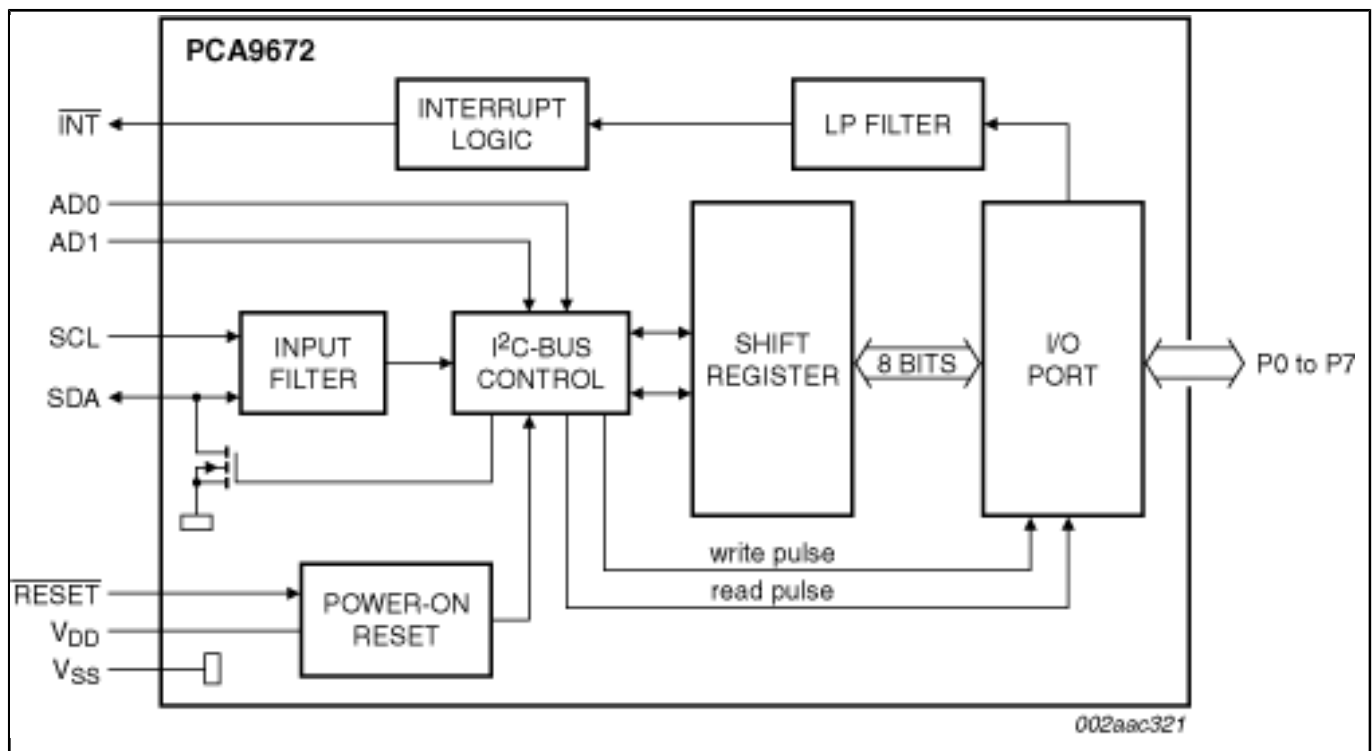 PCA9672
INT
INTERRUPT
LOGIC
LP FILTER
AD0
AD1
SCL
SDA
INPUT
FILTER
I²C-BUS
CONTROL
SHIFT
REGISTER
8 BITS
I/O
PORT
P0 to P7
write pulse
read pulse
RESET
VDD
VSS
POWER-ON
RESET
002aac321